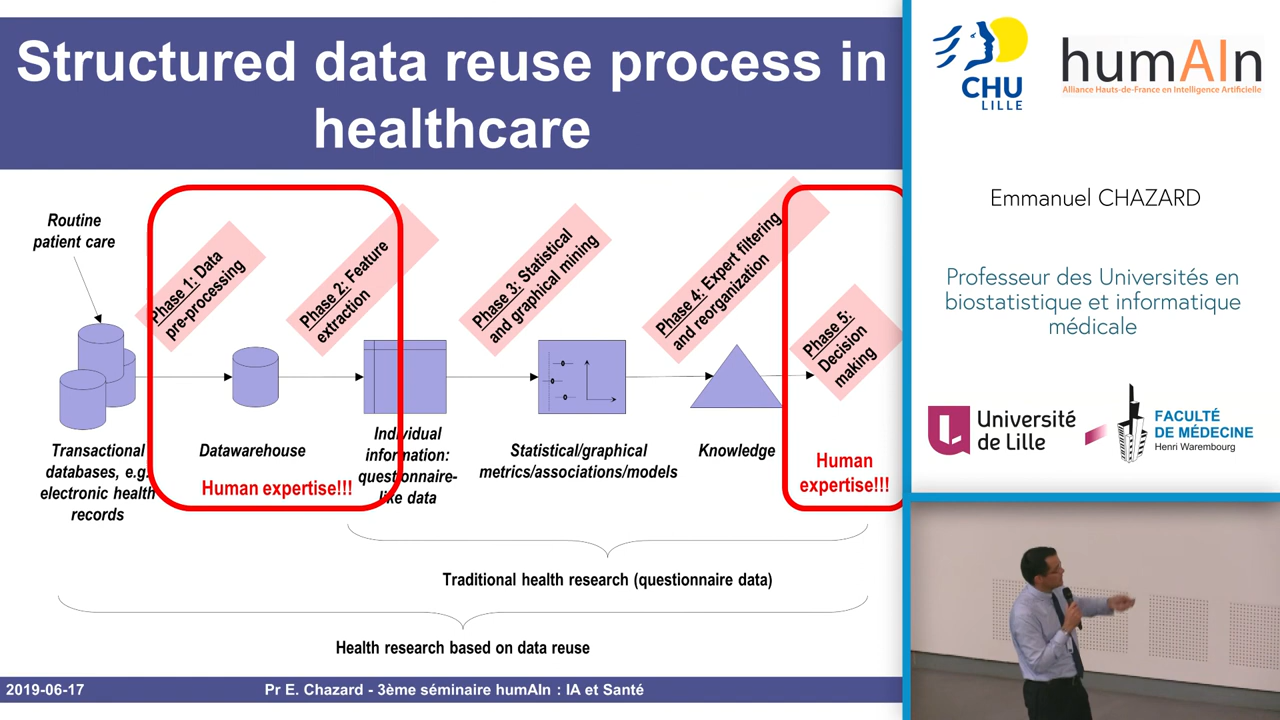 Structured data reuse process in
healthcare
Routine
patient care
Phase 1: Data
pre-processing
Phase 2: Feature
extraction
Phase 3: Statistical
and graphical mining
Phase 4: Expert filtering
and reorganization
Phase 5:
Decision
making
Transactional
databases, e.g.
electronic health
records
Datawarehouse
Human expertise!!!
Individual
information:
questionnaire-
like data
Statistical/graphical
metrics/associations/models
Knowledge
Human
expertise!!!
Traditional health research (questionnaire data)
Health research based on data reuse
2019-06-17
Pr E. Chazard - 3ème séminaire humAIn : IA et Santé
CHU
LILLE
humAIn
Alliance Hauts-de-France en Intelligence Artificielle
Emmanuel CHAZARD
Professeur des Universités en
biostatistique et informatique
médicale
Université
de Lille
FACULTÉ
DE MÉDECINE
Henri Warembourg